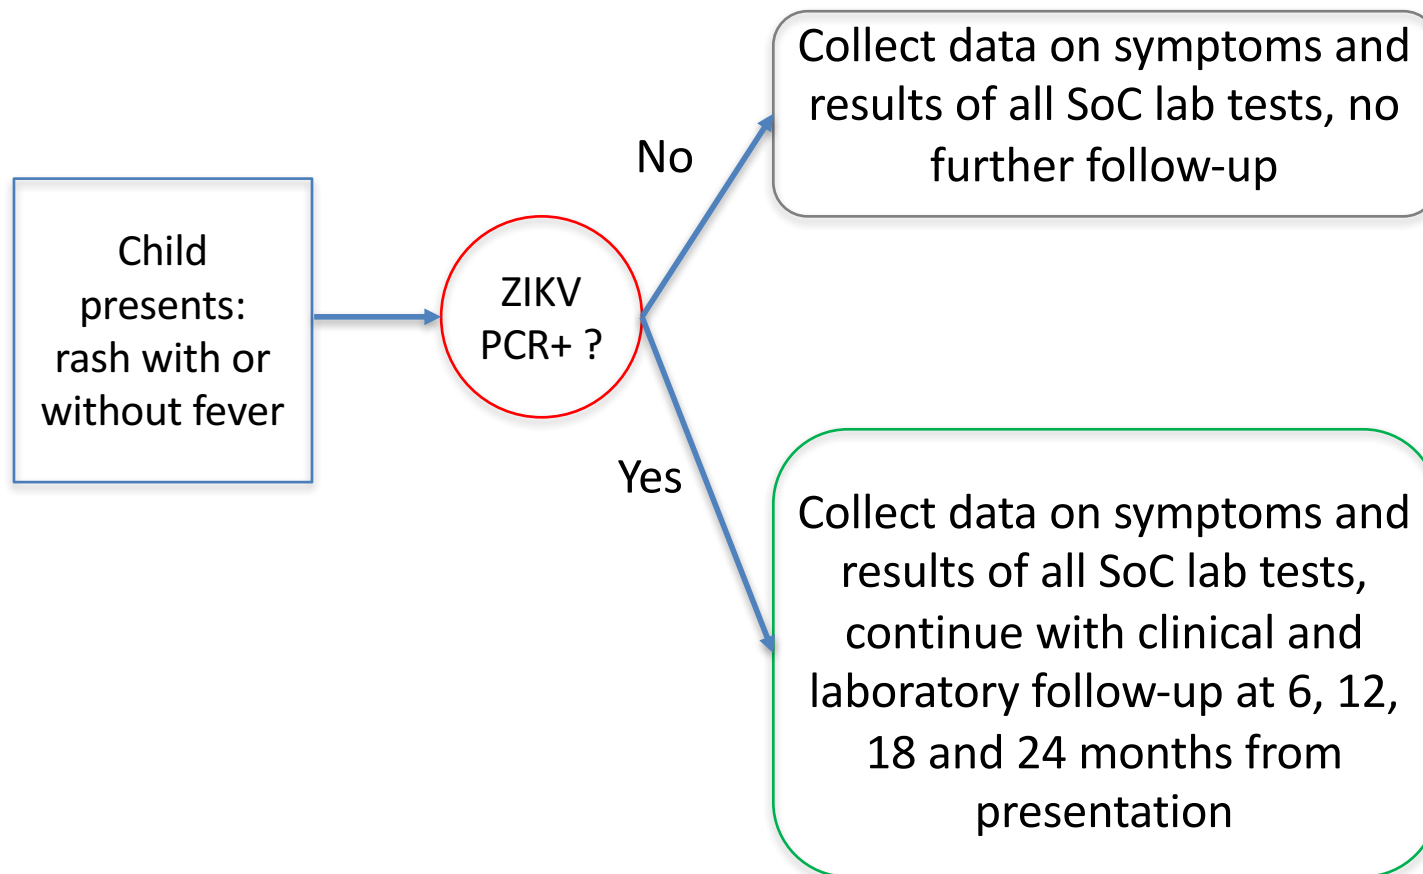 Child
presents:
rash with or
without fever
ZIKV
PCR+ ?
No
Collect data on symptoms and
results of all SoC lab tests, no
further follow-up
Yes
Collect data on symptoms and
results of all SoC lab tests,
continue with clinical and
laboratory follow-up at 6, 12,
18 and 24 months from
presentation